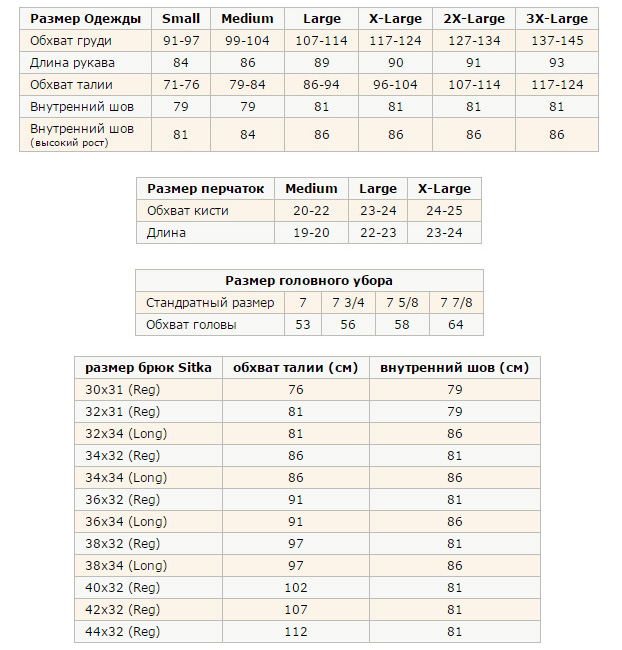 Размер Одежды Small Medium Large X-Large 2X-Large 3X-Large
Обхват груди 91-97 99-104 107-114 117-124 127-134 137-145
Длина рукава 84 86 89 90 91 93
Обхват талии 71-76 79-84 86-94 96-104 107-114 117-124
Внутренний шов 79 79 81 81 81 81
Внутренний шов
(высокий рост) 81 84 86 86 86 86
Размер перчаток Medium Large X-Large
Обхват кисти 20-22 23-24 24-25
Длина 19-20 22-23 23-24
Размер головного убора
Стандратный размер 7 7 3/4 7 5/8 7 7/8
Обхват головы 53 56 58 64
размер брюк Sitka обхват талии (см) внутренний шов (см)
30x31 (Reg) 76 79
32x31 (Reg) 81 79
32x34 (Long) 81 86
34x32 (Reg) 86 81
34x34 (Long) 86 86
36x32 (Reg) 91 81
36x34 (Long) 91 86
38x32 (Reg) 97 81
38x34 (Long) 97 86
40x32 (Reg) 102 81
42x32 (Reg) 107 81
44x32 (Reg) 112 81